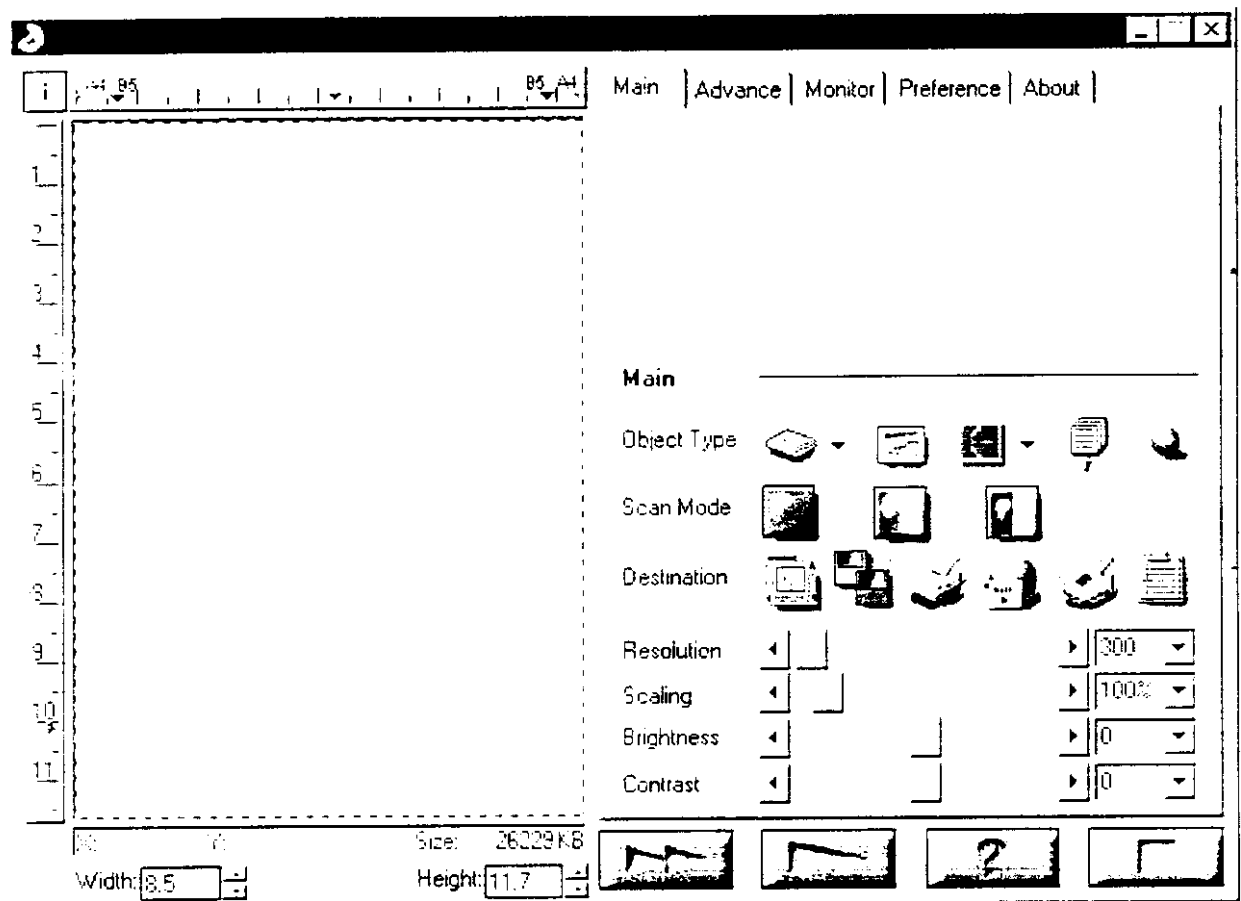 i A4 B5 B5 A4
Main Advance Monitor Preference About
1
2
3
4
5
6
7
8
9
10
11
Main
Object Type
Scan Mode
Destination
Resolution 300
Scaling 100%
Brightness 0
Contrast 0
Size: 26229 KB
Width: 8.5 Height: 11.7
?